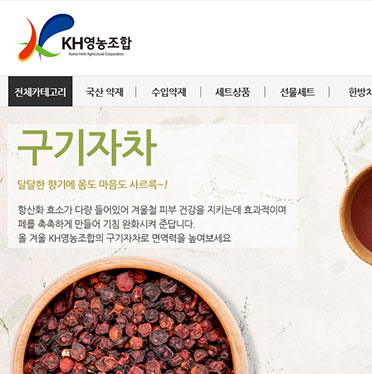 KH영농조합
Korea Herb Agricultural Corporation
전체카테고리 국산 약재 수입약재 세트상품 선물세트 한방차
구기자차
달달한 향기에 몸도 마음도 사르륵~!
항산화 효소가 다량 들어있어 겨울철 피부 건강을 지키는데 효과적이며
폐를 촉촉하게 만들어 기침 완화시켜 준답니다.
올 겨울 KH영농조합의 구기자차로 면역력을 높여보세요